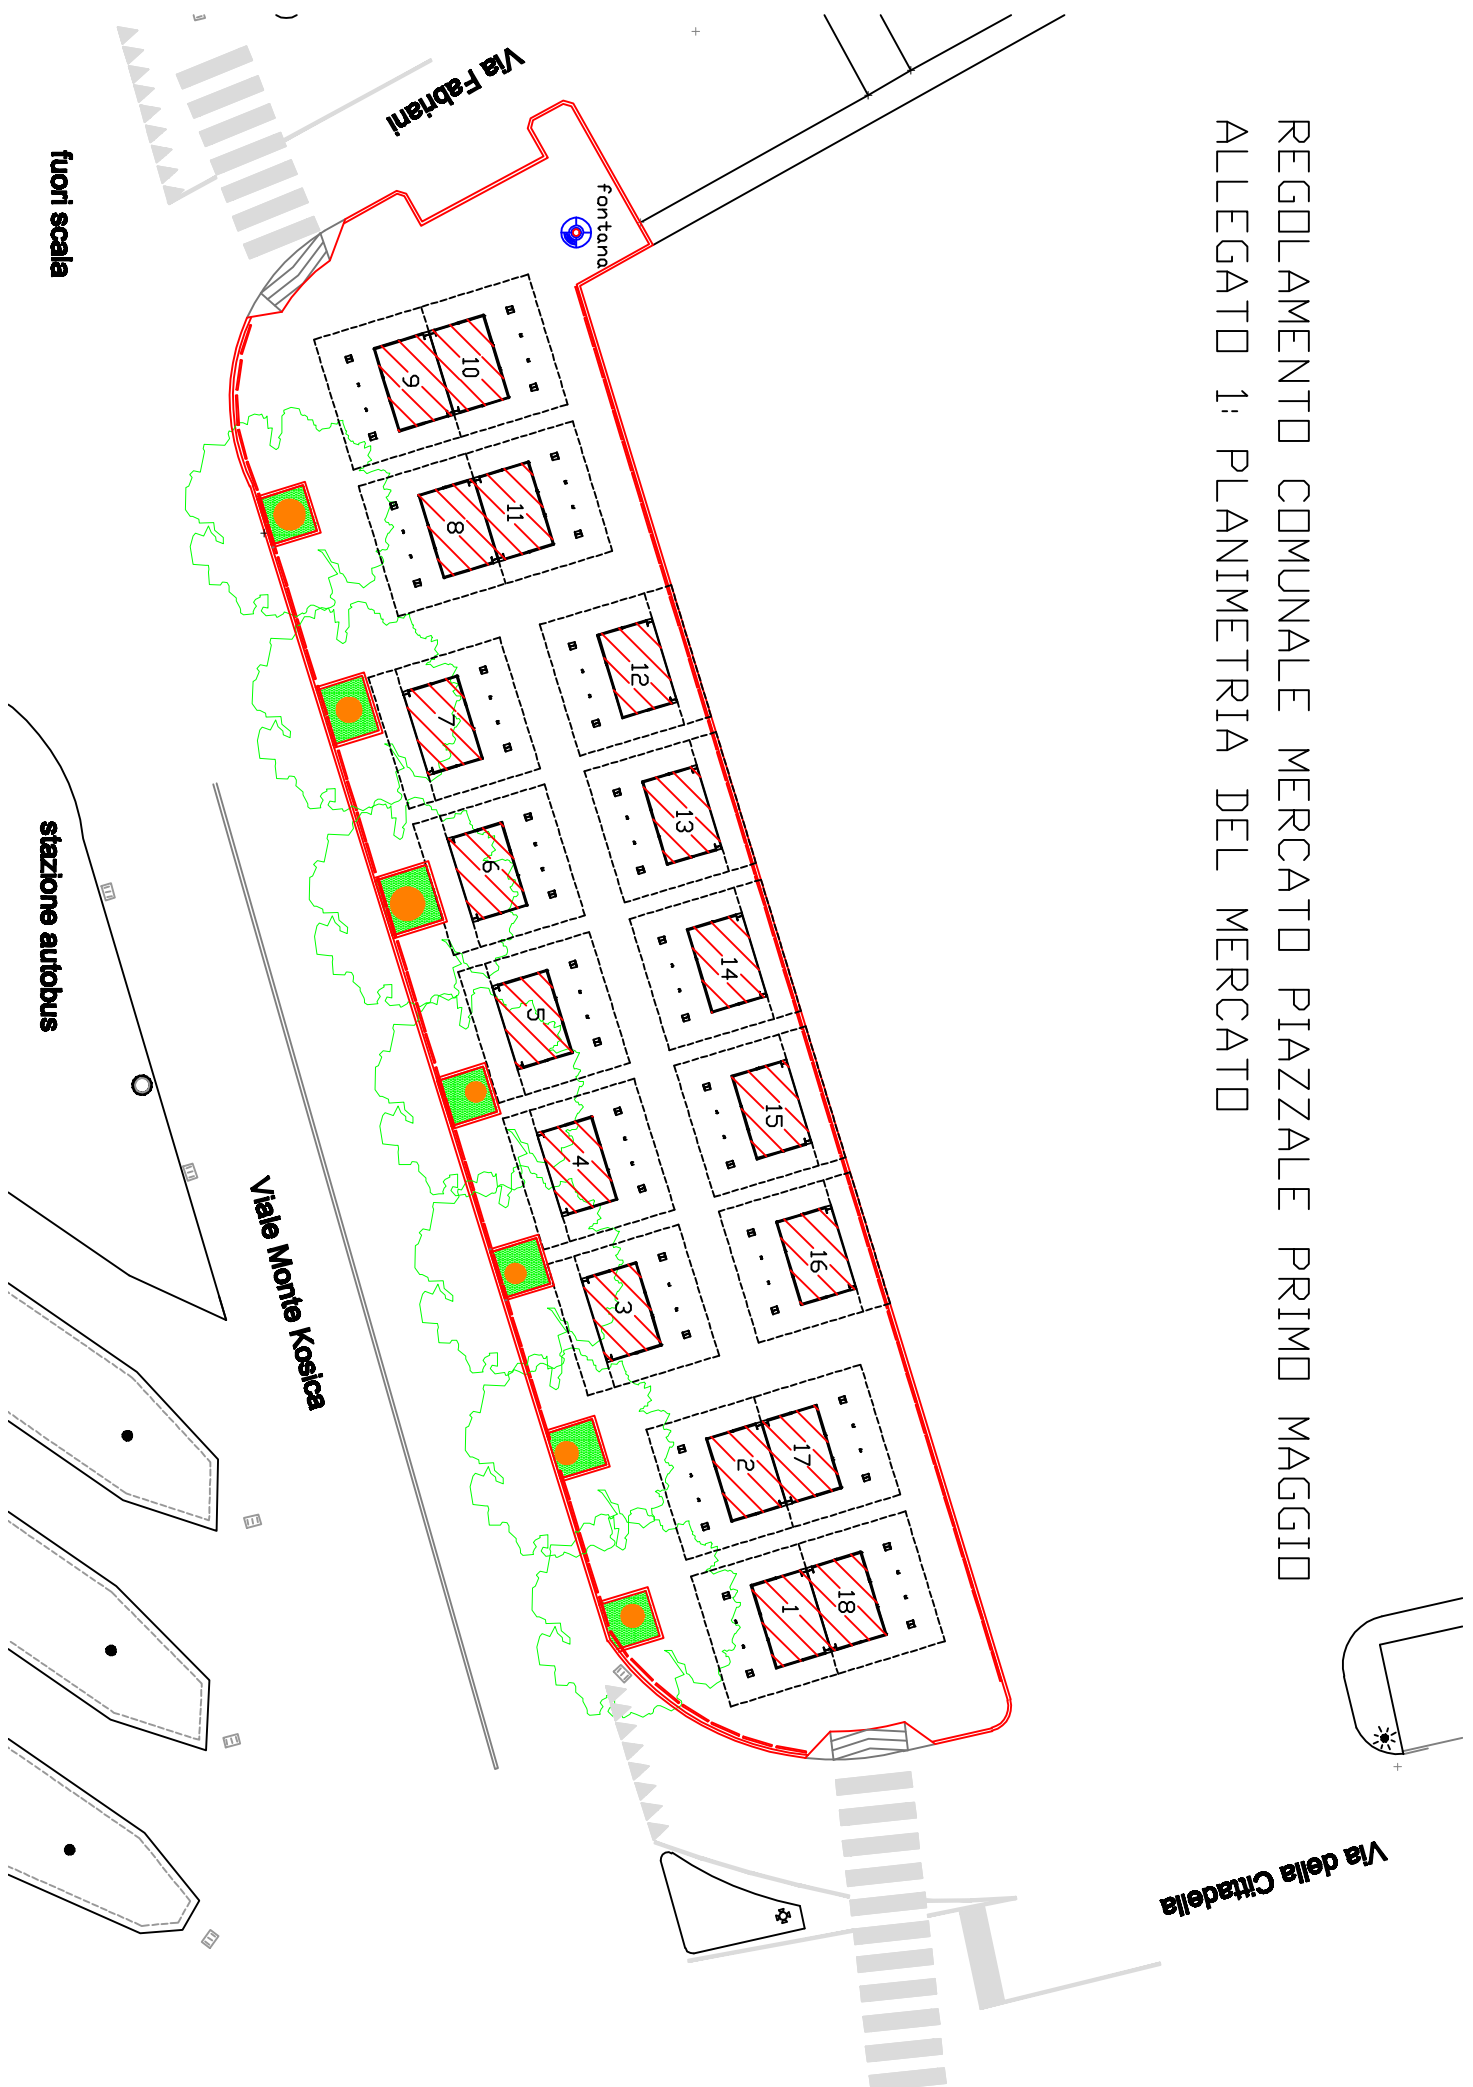 REGOLAMENTO COMUNALE MERCATO PIAZZALE PRIMO MAGGIO
ALLEGATO 1: PLANIMETRIA DEL MERCATO
Via Fabriani
fuori scala
fontana
10
9
11
8
12
7
13
6
14
5
15
4
16
3
17
2
18
1
stazione autobus
Viale Monte Kosica
Via della Cittadella